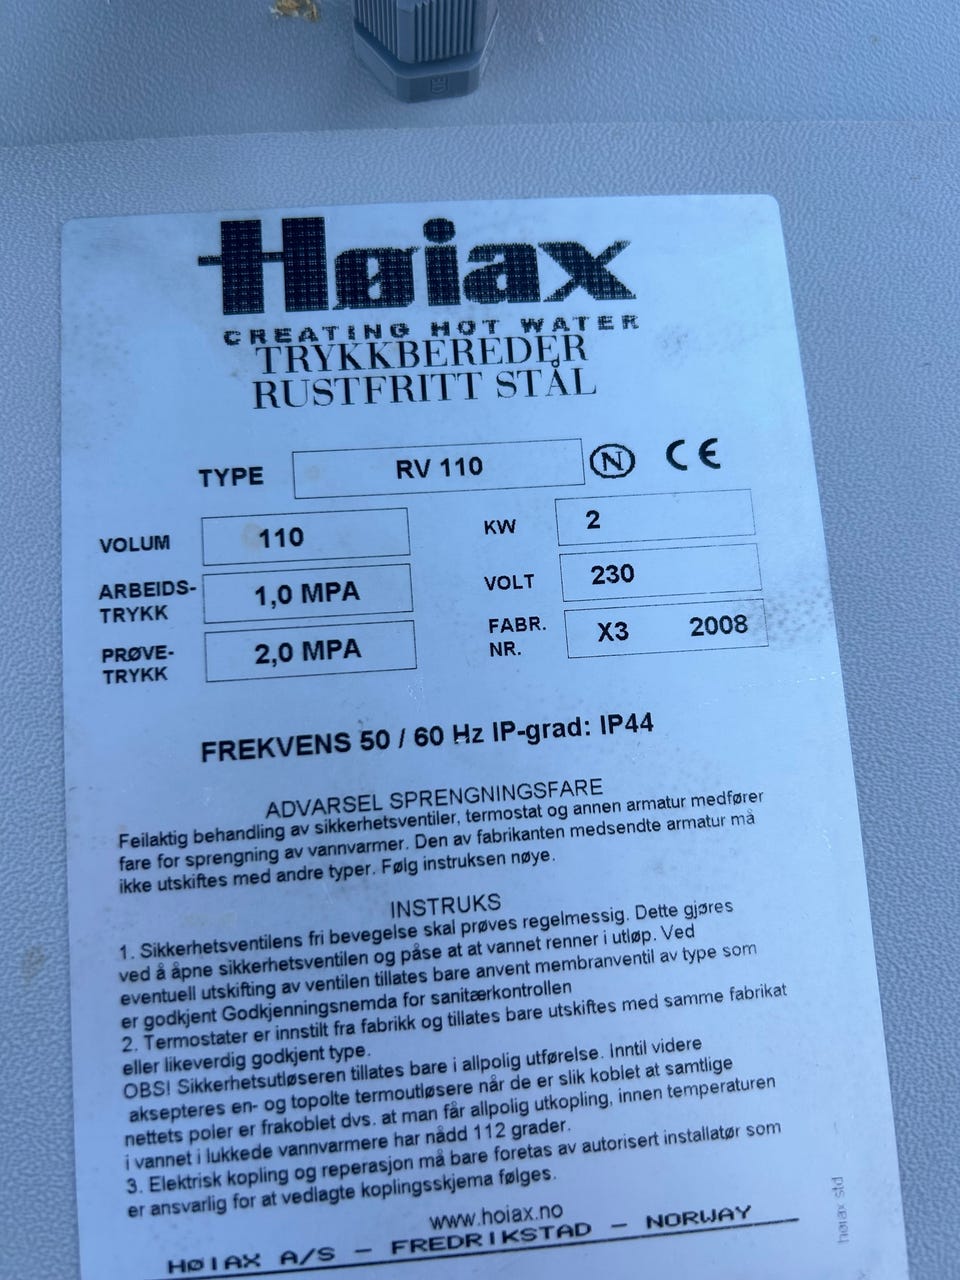 Høiax
CREATING HOT WATER
TRYKKBEREDER
RUSTFRITT STÅL
TYPE RV 110 N CE
VOLUM 110 KW 2
ARBEIDS-
TRYKK 1,0 MPA VOLT 230
PRØVE-
TRYKK 2,0 MPA FABR.
NR. X3 2008
FREKVENS 50 / 60 Hz IP-grad: IP44
ADVARSEL SPRENGNINGSFARE
Feilaktig behandling av sikkerhetsventiler, termostat og annen armatur medfører
fare for sprengning av vannvarmer. Den av fabrikanten medsendte armatur må
ikke utskiftes med andre typer. Følg instruksen nøye.
INSTRUKS
1. Sikkerhetsventilens fri bevegelse skal prøves regelmessig. Dette gjøres
ved å åpne sikkerhetsventilen og påse at at vannet renner i utløp. Ved
eventuell utskifting av ventilen tillates bare anvent membranventil av type som
er godkjent Godkjenningsnemda for sanitærkontrollen
2. Termostater er innstilt fra fabrikk og tillates bare utskiftes med samme fabrikat
eller likeverdig godkjent type.
OBS! Sikkerhetsutløseren tillates bare i allpolig utførelse. Inntil videre
aksepteres en- og topolte termoutløsere når de er slik koblet at samtlige
nettets poler er frakoblet dvs. at man får allpolig utkopling, innen temperaturen
i vannet i lukkede vannvarmere har nådd 112 grader.
3. Elektrisk kopling og reperasjon må bare foretas av autorisert installatør som
er ansvarlig for at vedlagte koplingsskjema følges.
www.hoiax.no
HØIAX A/S - FREDRIKSTAD - NORWAY
høiax std